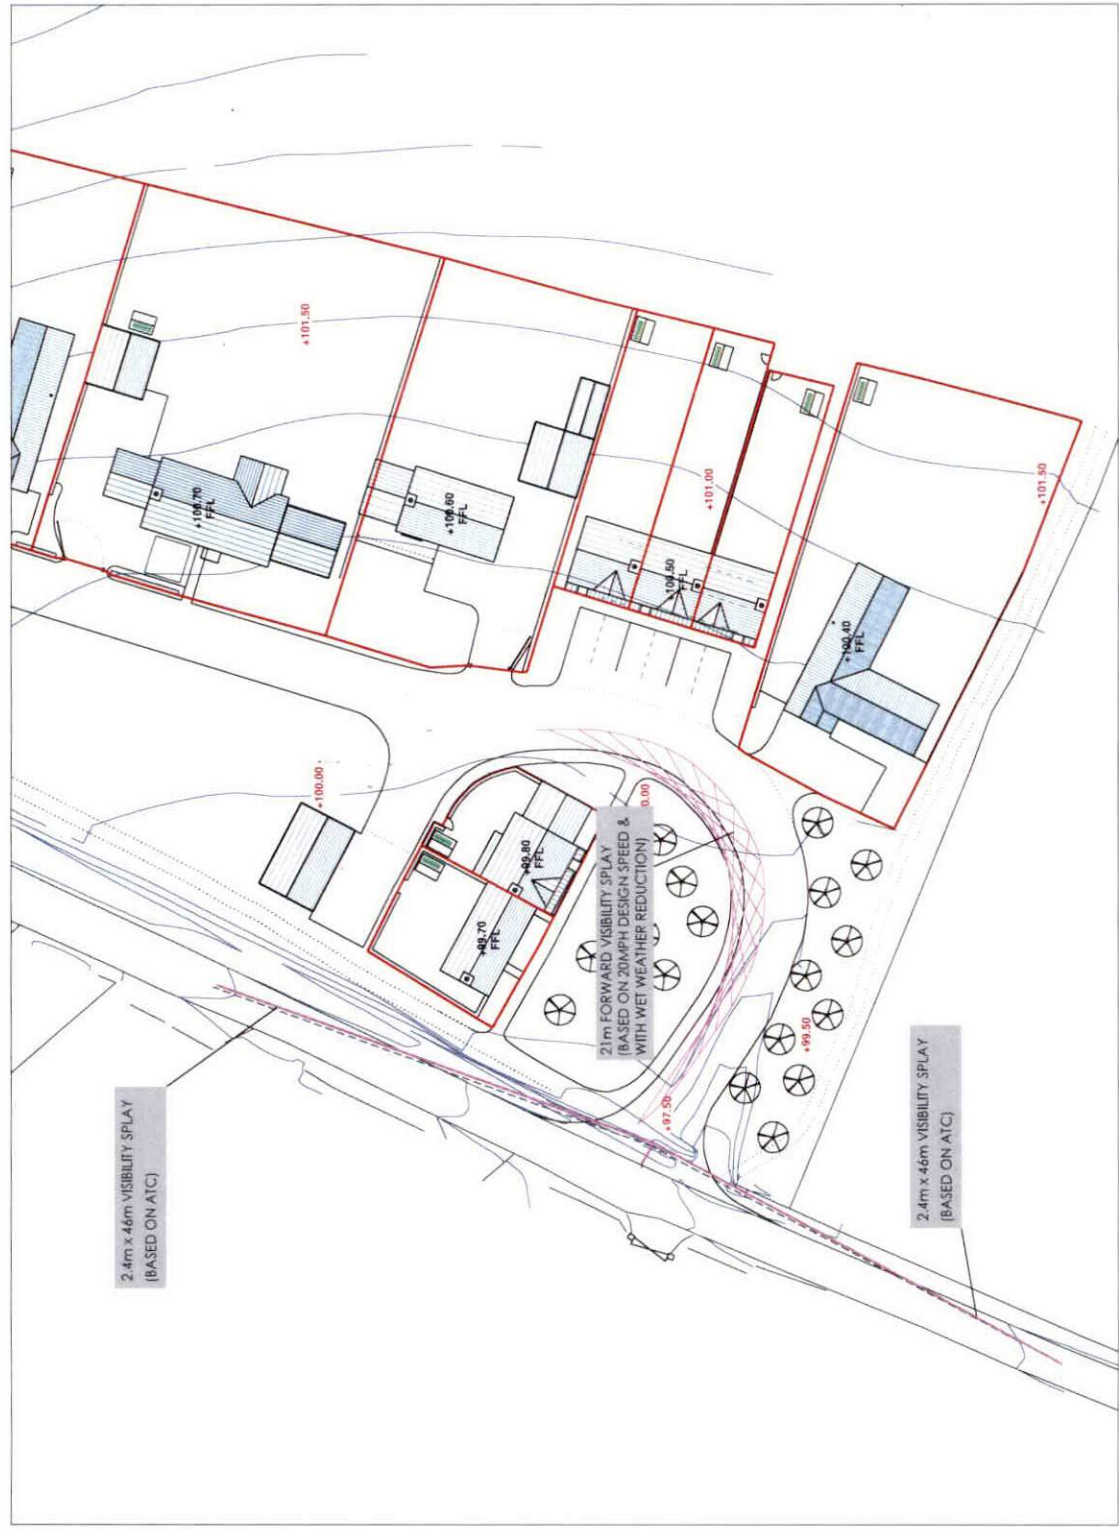 +101.50
+100.70
FFL
+100.60
FFL
+101.00
+100.50
FFL
+101.50
+100.40
FFL
+100.00
+99.80
FFL
+99.70
FFL
21m FORWARD VISIBILITY SPLAY
(BASED ON 20MPH DESIGN SPEED &
WITH WET WEATHER REDUCTION)
+99.50
+97.50
2.4m x 46m VISIBILITY SPLAY
(BASED ON ATC)
2.4m x 46m VISIBILITY SPLAY
(BASED ON ATC)